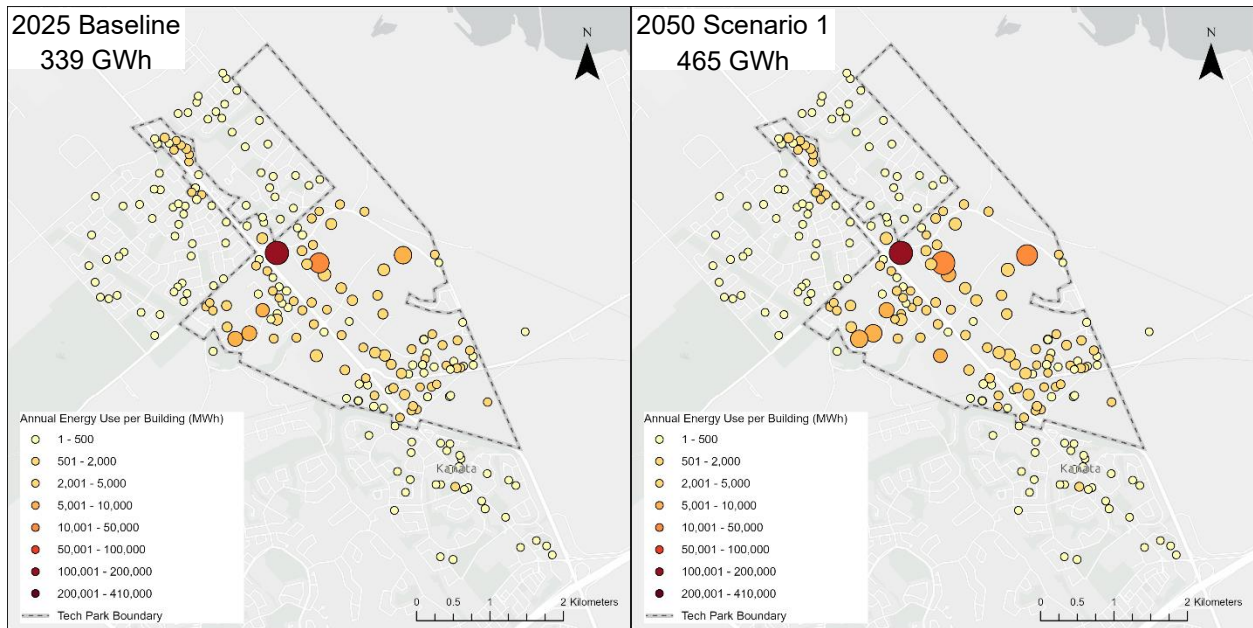 2025 Baseline
339 GWh
N
Kanata
Annual Energy Use per Building (MWh)
1 - 500
501 - 2,000
2,001 - 5,000
5,001 - 10,000
10,001 - 50,000
50,001 - 100,000
100,001 - 200,000
200,001 - 410,000
Tech Park Boundary
0 0.5 1 2 Kilometers
2050 Scenario 1
465 GWh
N
Kanata
Annual Energy Use per Building (MWh)
1 - 500
501 - 2,000
2,001 - 5,000
5,001 - 10,000
10,001 - 50,000
50,001 - 100,000
100,001 - 200,000
200,001 - 410,000
Tech Park Boundary
0 0.5 1 2 Kilometers